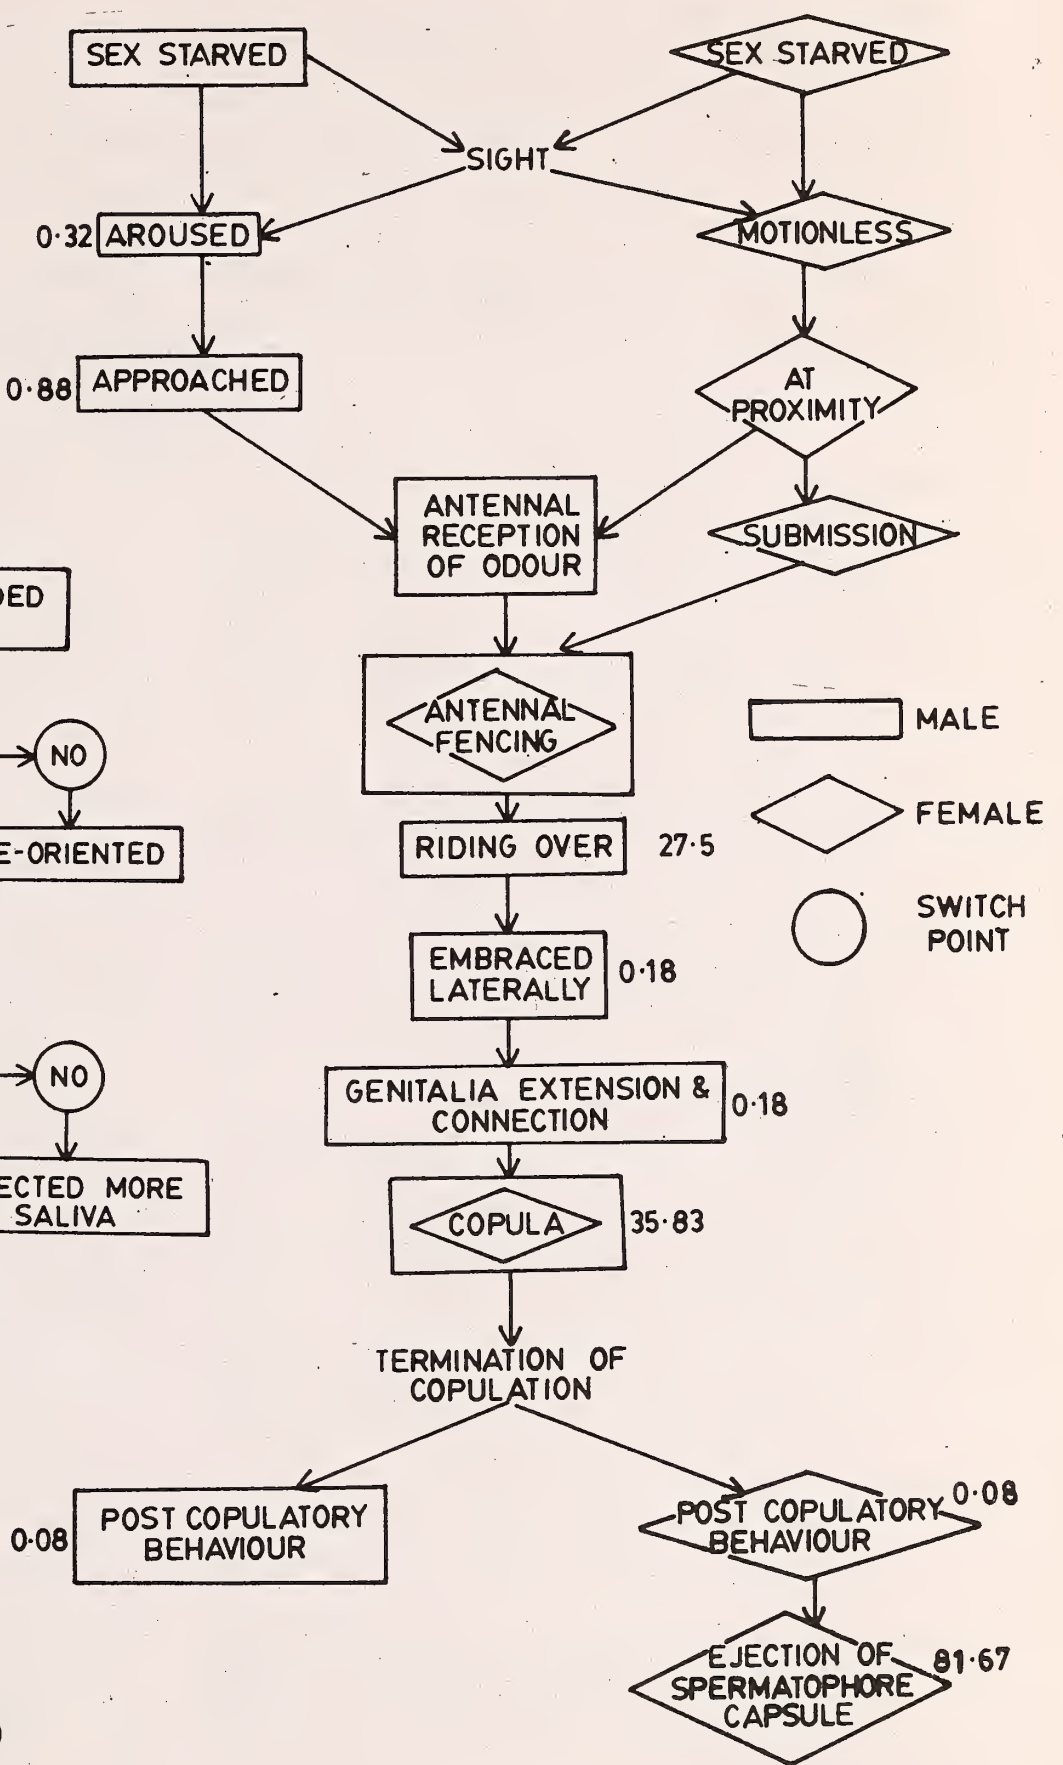 SEX STARVED
SEX STARVED
SIGHT
0·32
AROUSED
MOTIONLESS
0·88
APPROACHED
AT
PROXIMITY
ANTENNAL
RECEPTION
OF ODOUR
SUBMISSION
DED
ANTENNAL
FENCING
MALE
NO
FEMALE
E-ORIENTED
RIDING OVER
27·5
SWITCH
POINT
EMBRACED
LATERALLY
0·18
NO
GENITALIA EXTENSION &
CONNECTION
0·18
ECTED MORE
SALIVA
COPULA
35·83
TERMINATION OF
COPULATION
0·08
POST COPULATORY
BEHAVIOUR
POST COPULATORY
BEHAVIOUR
0·08
EJECTION OF
SPERMATOPHORE
CAPSULE
81·67
)